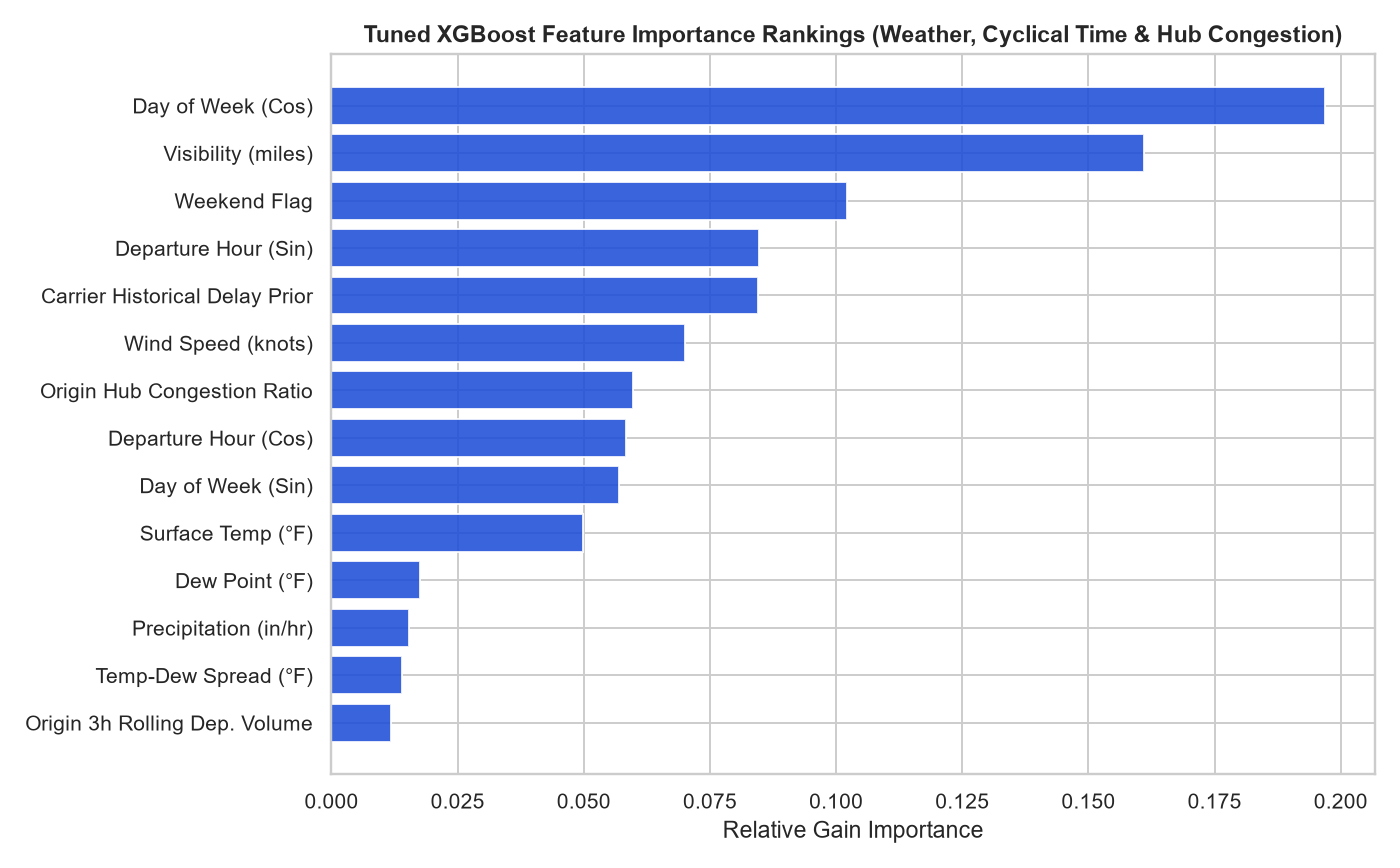 Tuned XGBoost Feature Importance Rankings (Weather, Cyclical Time & Hub Congestion)
Day of Week (Cos)
Visibility (miles)
Weekend Flag
Departure Hour (Sin)
Carrier Historical Delay Prior
Wind Speed (knots)
Origin Hub Congestion Ratio
Departure Hour (Cos)
Day of Week (Sin)
Surface Temp (°F)
Dew Point (°F)
Precipitation (in/hr)
Temp-Dew Spread (°F)
Origin 3h Rolling Dep. Volume
0.000 0.025 0.050 0.075 0.100 0.125 0.150 0.175 0.200
Relative Gain Importance